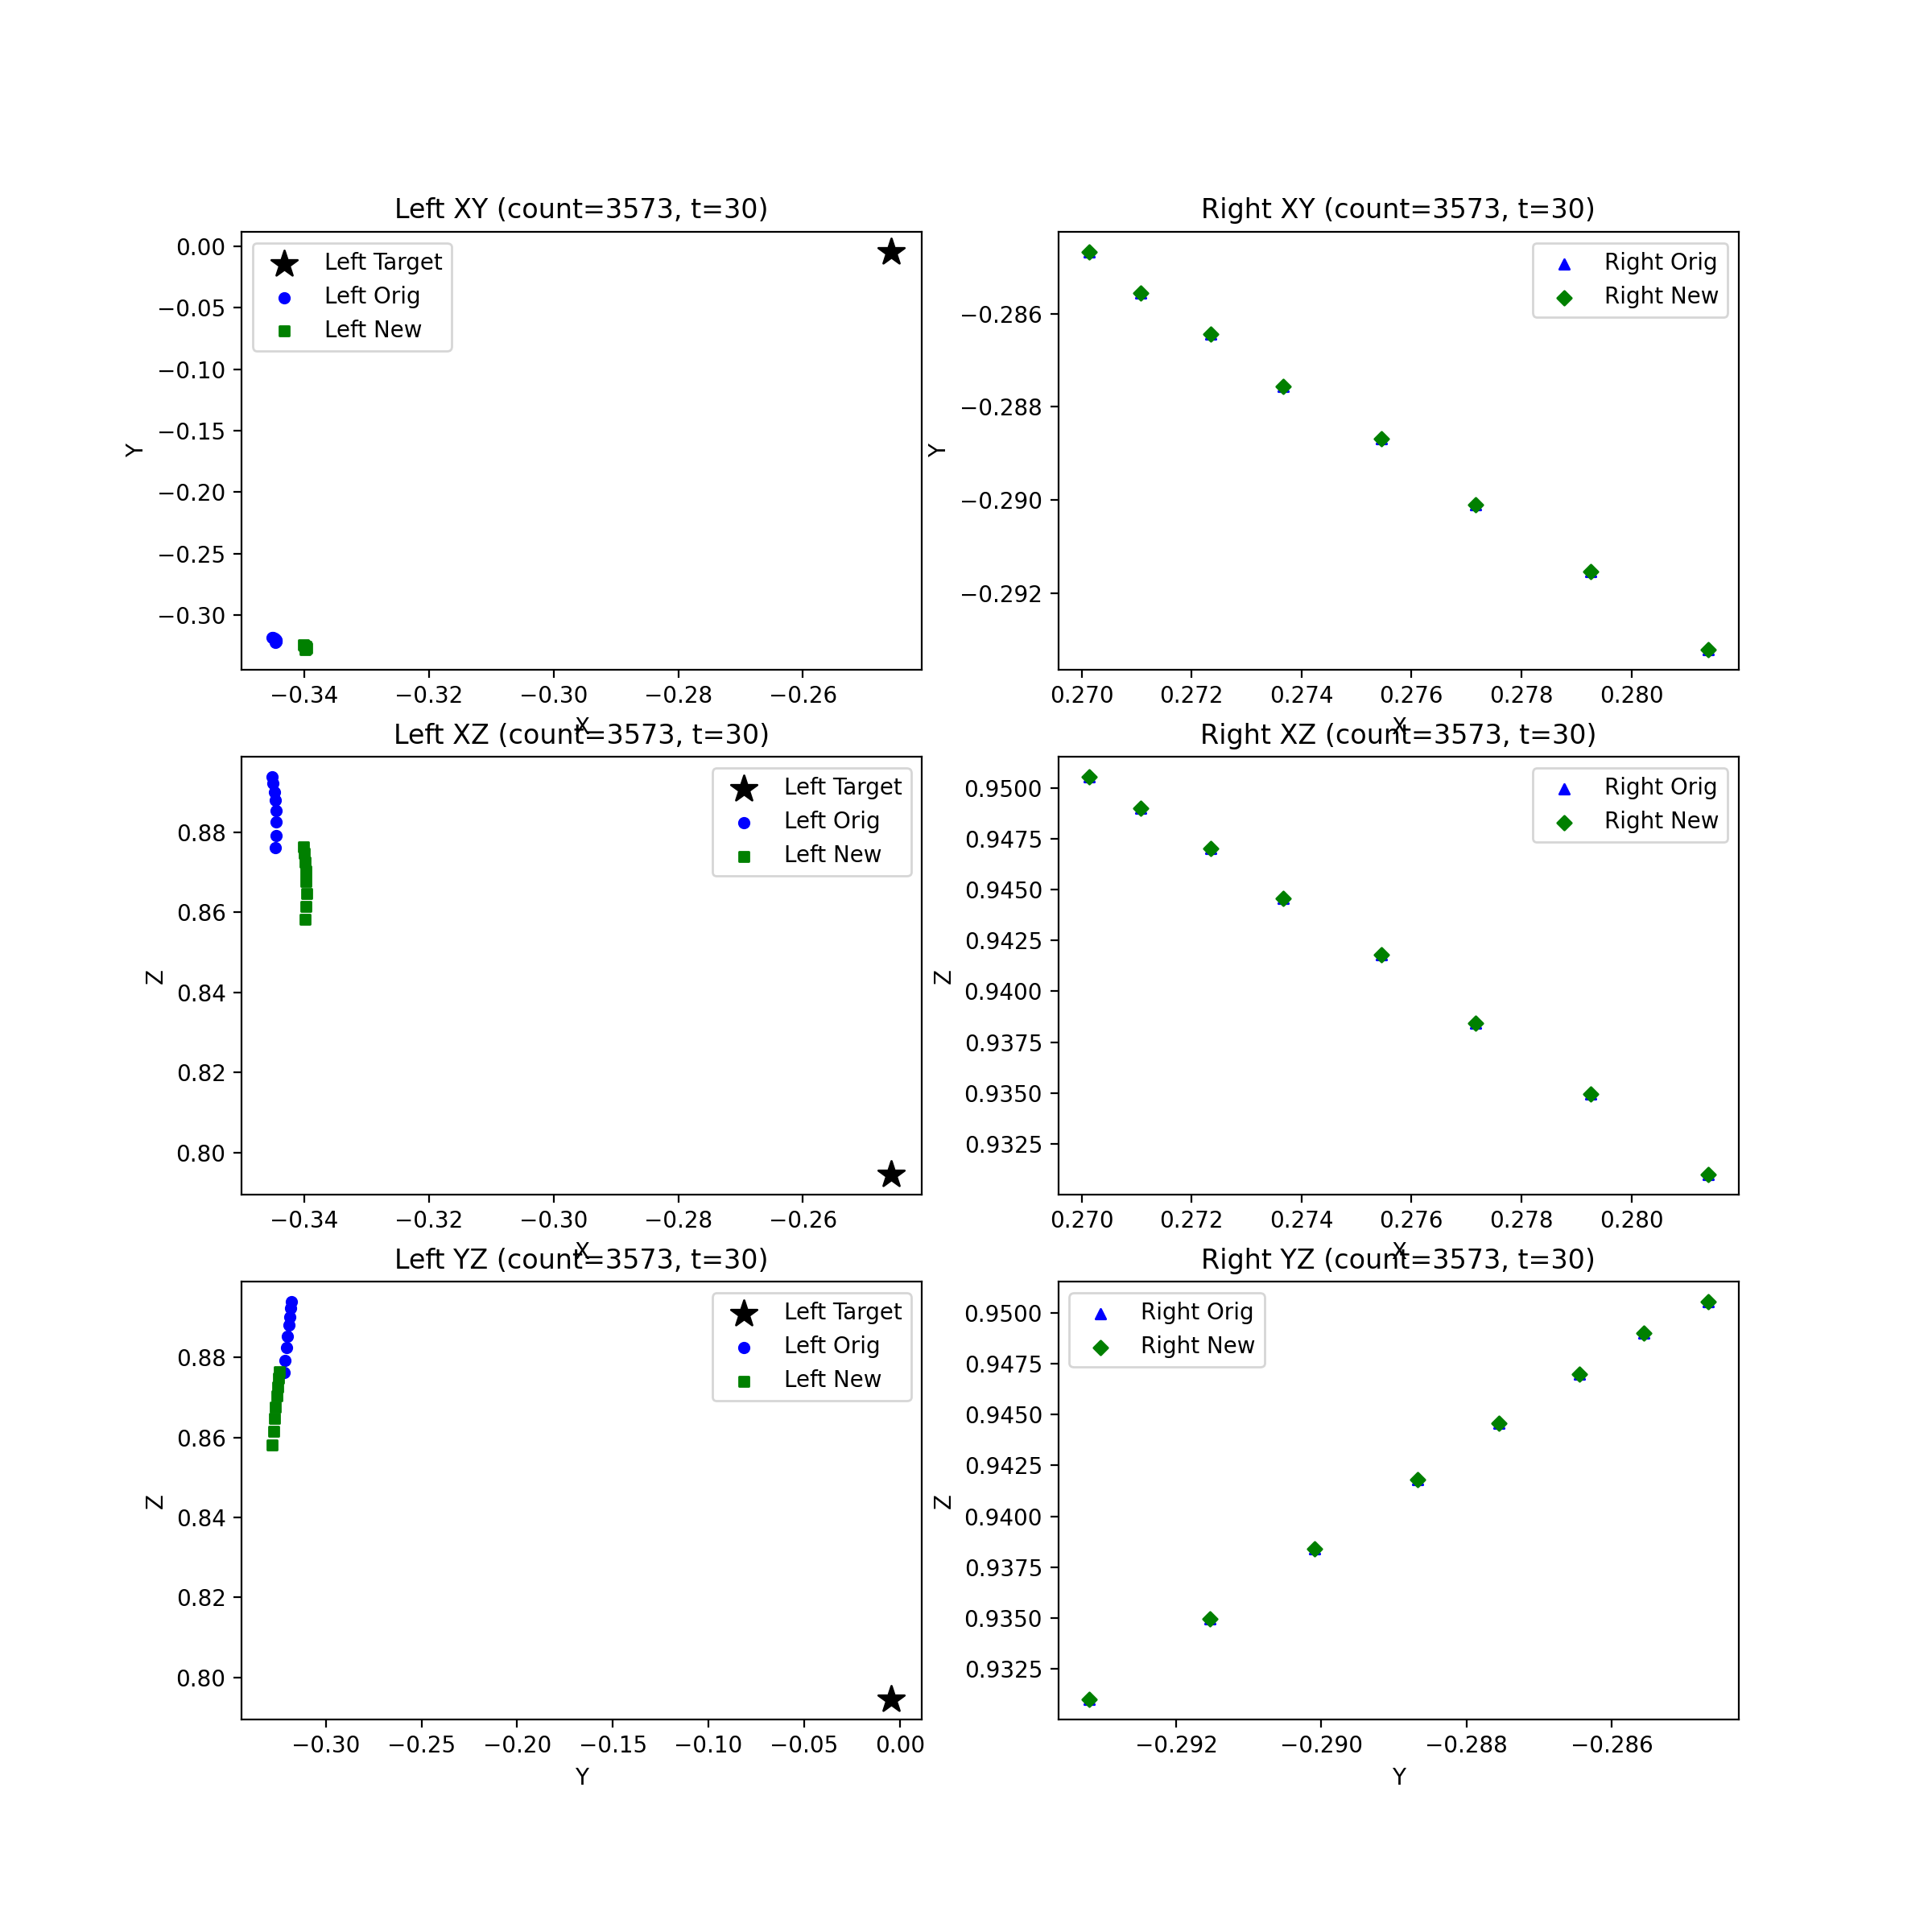 Left XY (count=3573, t=30)
Left Target
Left Orig
Left New
0.00
−0.05
−0.10
−0.15
−0.20
−0.25
−0.30
Y
−0.34
−0.32
−0.30
−0.28
−0.26
X
Right XY (count=3573, t=30)
Right Orig
Right New
−0.286
−0.288
−0.290
−0.292
Y
0.270
0.272
0.274
0.276
0.278
0.280
X
Left XZ (count=3573, t=30)
Left Target
Left Orig
Left New
0.88
0.86
0.84
0.82
0.80
Z
−0.34
−0.32
−0.30
−0.28
−0.26
X
Right XZ (count=3573, t=30)
Right Orig
Right New
0.9500
0.9475
0.9450
0.9425
0.9400
0.9375
0.9350
0.9325
Z
0.270
0.272
0.274
0.276
0.278
0.280
X
Left YZ (count=3573, t=30)
Left Target
Left Orig
Left New
0.88
0.86
0.84
0.82
0.80
Z
−0.30
−0.25
−0.20
−0.15
−0.10
−0.05
0.00
Y
Right YZ (count=3573, t=30)
Right Orig
Right New
0.9500
0.9475
0.9450
0.9425
0.9400
0.9375
0.9350
0.9325
Z
−0.292
−0.290
−0.288
−0.286
Y